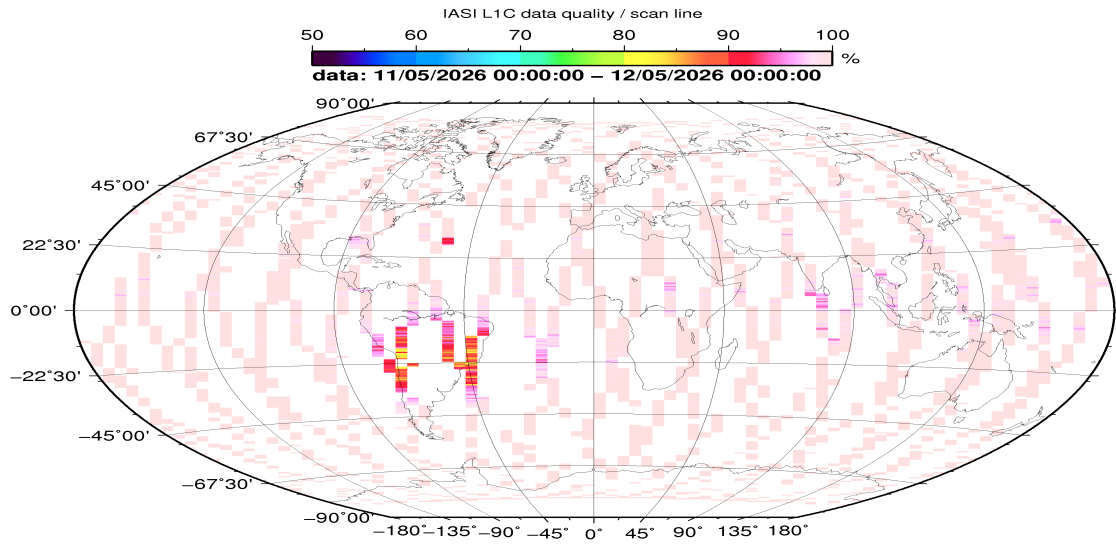 IASI L1C data quality / scan line
50 60 70 80 90 100 %
data: 11/05/2026 00:00:00 – 12/05/2026 00:00:00
90°00'
67°30'
45°00'
22°30'
0°00'
−22°30'
−45°00'
−67°30'
−90°00'
−180°−135°−90° −45° 0° 45° 90° 135° 180°